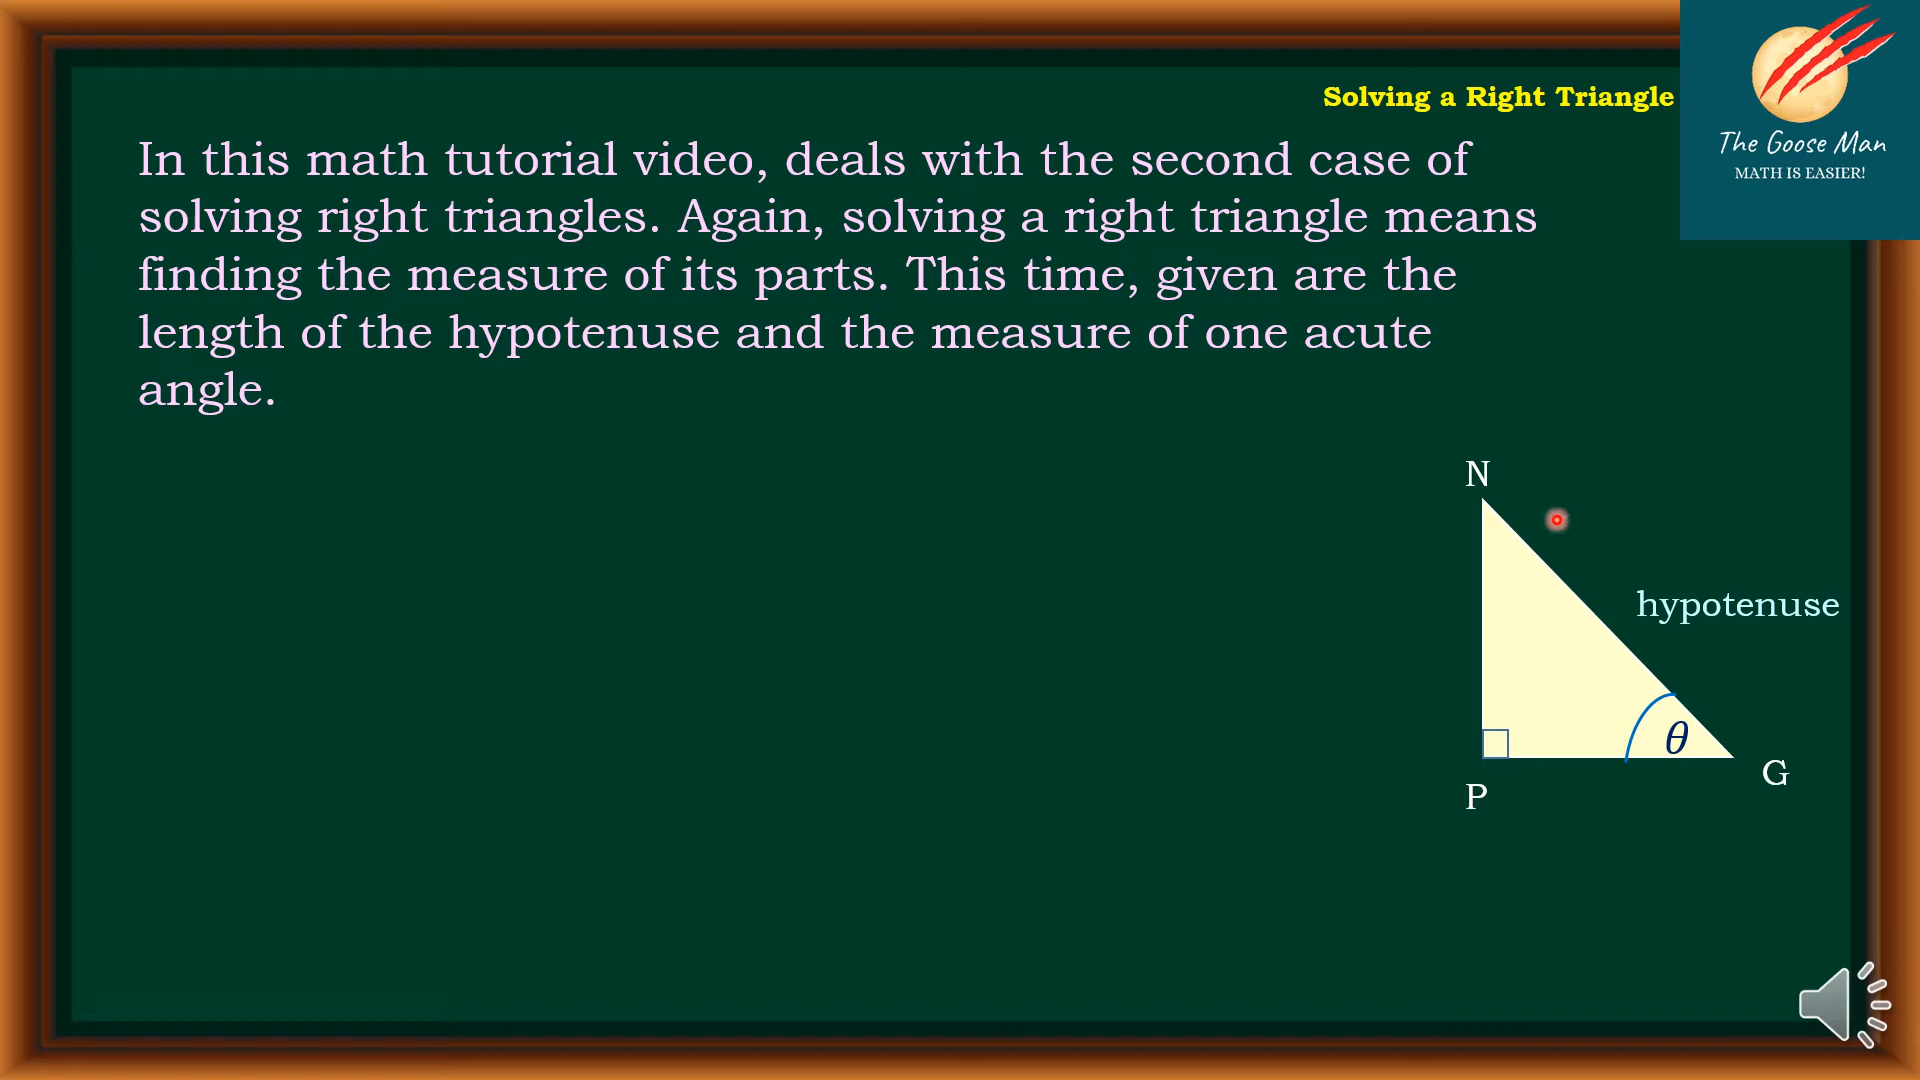 Solving a Right Triangle
The Goose Man
MATH IS EASIER!
In this math tutorial video, deals with the second case of
solving right triangles. Again, solving a right triangle means
finding the measure of its parts. This time, given are the
length of the hypotenuse and the measure of one acute
angle.
N
hypotenuse
θ
G
P